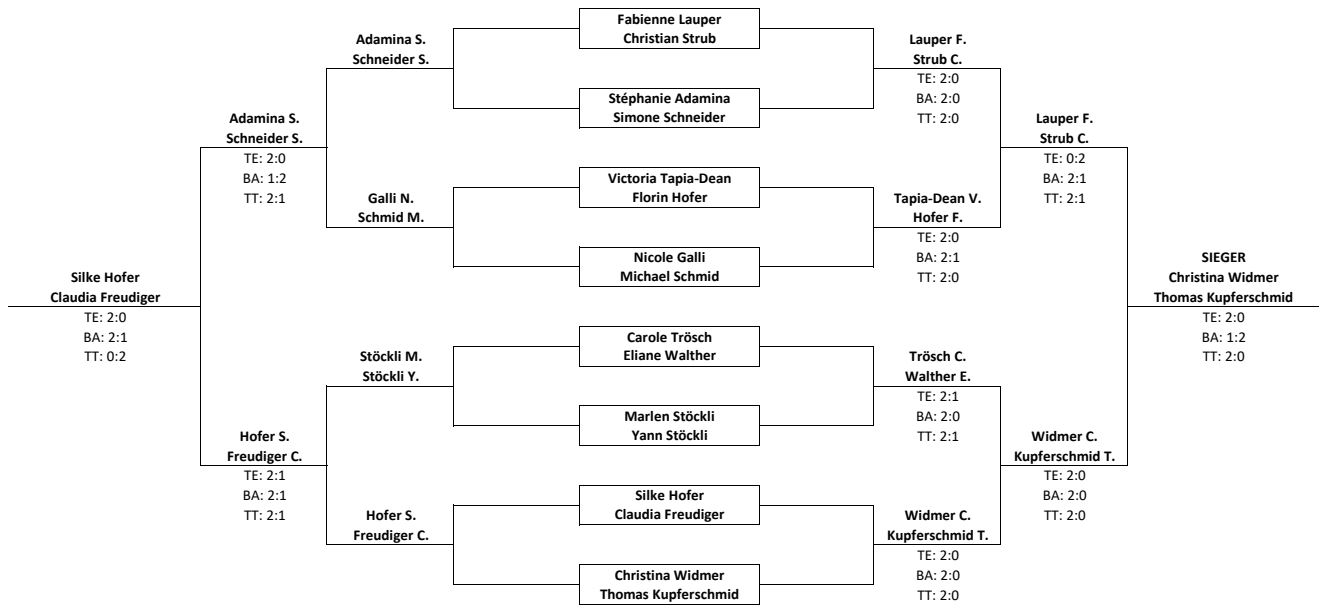 Fabienne Lauper
Christian Strub
Adamina S.
Schneider S.
Lauper F.
Strub C.
TE: 2:0
BA: 2:0
TT: 2:0
Stéphanie Adamina
Simone Schneider
Adamina S.
Schneider S.
TE: 2:0
BA: 1:2
TT: 2:1
Lauper F.
Strub C.
TE: 0:2
BA: 2:1
TT: 2:1
Victoria Tapia-Dean
Florin Hofer
Galli N.
Schmid M.
Tapia-Dean V.
Hofer F.
TE: 2:0
BA: 2:1
TT: 2:0
Nicole Galli
Michael Schmid
Silke Hofer
Claudia Freudiger
TE: 2:0
BA: 2:1
TT: 0:2
SIEGER
Christina Widmer
Thomas Kupferschmid
TE: 2:0
BA: 1:2
TT: 2:0
Carole Trösch
Eliane Walther
Stöckli M.
Stöckli Y.
Trösch C.
Walther E.
TE: 2:1
BA: 2:0
TT: 2:1
Marlen Stöckli
Yann Stöckli
Hofer S.
Freudiger C.
TE: 2:1
BA: 2:1
TT: 2:1
Widmer C.
Kupferschmid T.
TE: 2:0
BA: 2:0
TT: 2:0
Silke Hofer
Claudia Freudiger
Hofer S.
Freudiger C.
Widmer C.
Kupferschmid T.
TE: 2:0
BA: 2:0
TT: 2:0
Christina Widmer
Thomas Kupferschmid